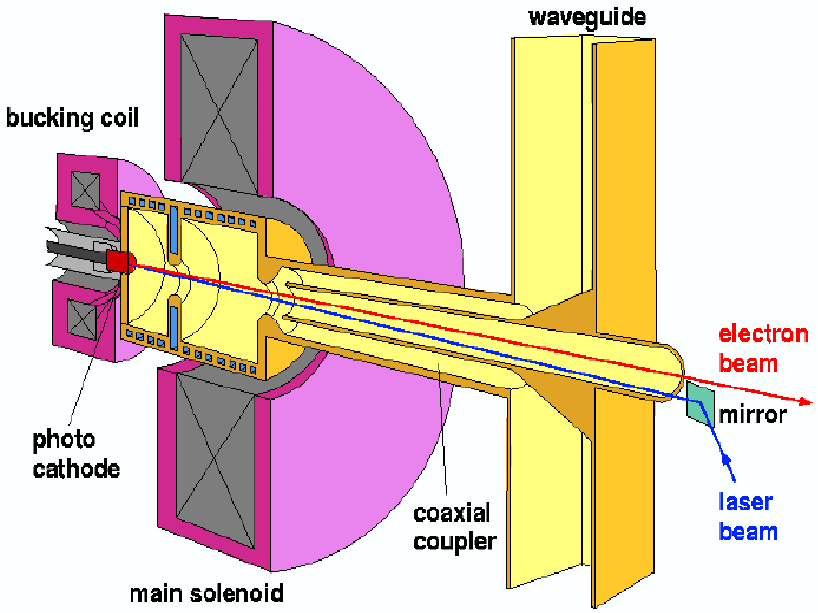 waveguide
bucking coil
electron
beam
mirror
photo
cathode
laser
beam
coaxial
coupler
main solenoid